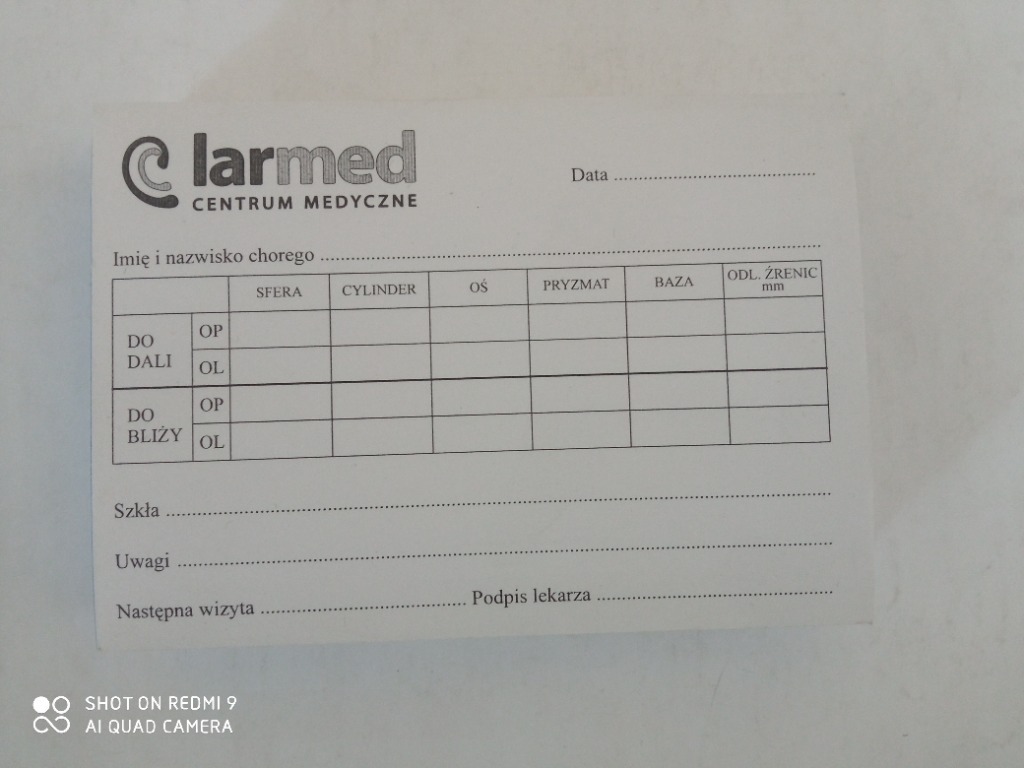 larmed
CENTRUM MEDYCZNE
Data ........................................
Imię i nazwisko chorego ....................................................................................................
SFERA CYLINDER OŚ PRYZMAT BAZA ODL. ŹRENIC mm
DO DALI OP
OL
DO BLIŻY OP
OL
Szkła ....................................................................................................
Uwagi ....................................................................................................
Następna wizyta ........................................ Podpis lekarza ........................................
SHOT ON REDMI 9
AI QUAD CAMERA